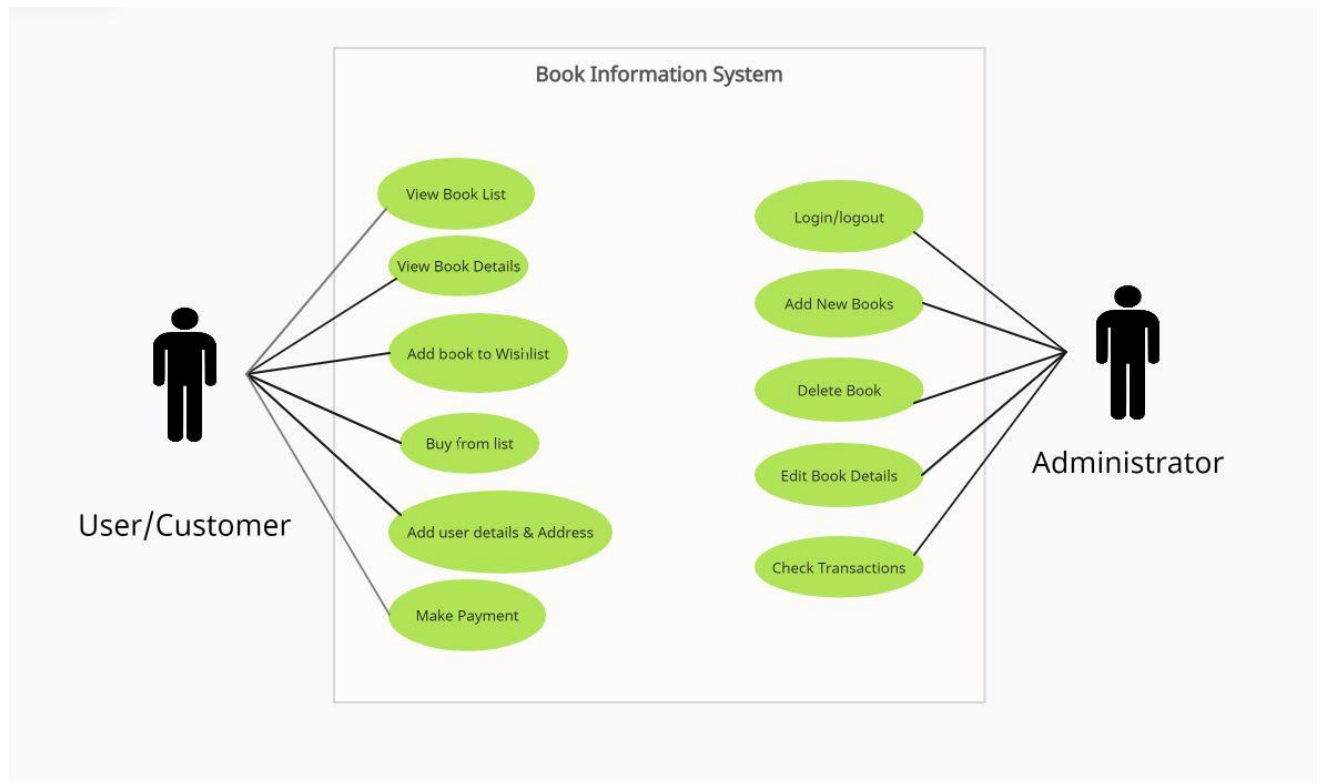 Book Information System
View Book List
View Book Details
Add book to Wishlist
Buy from list
Add user details & Address
Make Payment
User/Customer
Login/logout
Add New Books
Delete Book
Edit Book Details
Check Transactions
Administrator